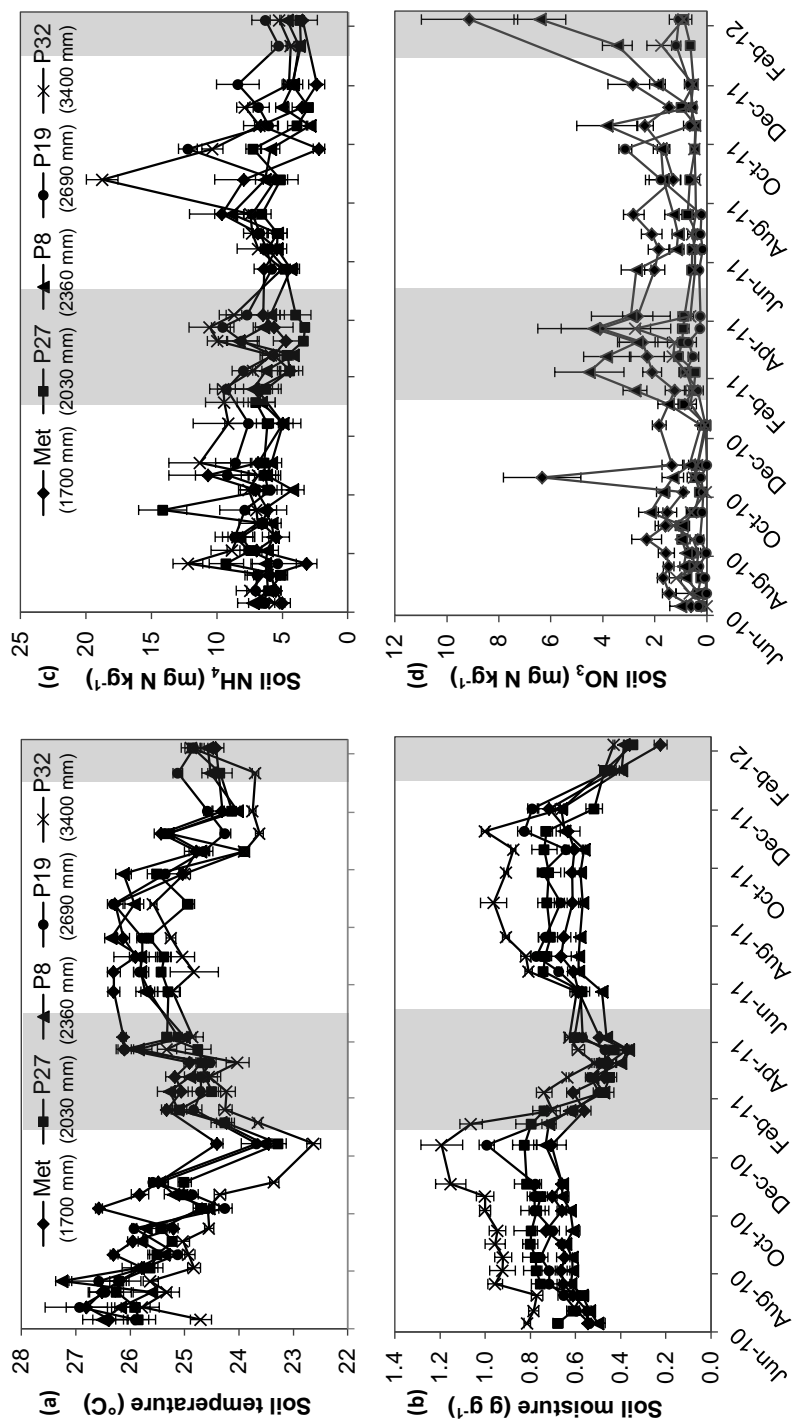 (a)
Soil temperature (°C)
28
27
26
25
24
23
22
Met
(1700 mm)
P27
(2030 mm)
P8
(2360 mm)
P19
(2690 mm)
P32
(3400 mm)
(b)
Soil moisture (g g-1)
1.4
1.2
1.0
0.8
0.6
0.4
0.2
0.0
Jun-10
Aug-10
Oct-10
Dec-10
Feb-11
Apr-11
Jun-11
Aug-11
Oct-11
Dec-11
Feb-12
(c)
Soil NH4 (mg N kg-1)
25
20
15
10
5
0
Met
(1700 mm)
P27
(2030 mm)
P8
(2360 mm)
P19
(2690 mm)
P32
(3400 mm)
(d)
Soil NO3 (mg N kg-1)
12
10
8
6
4
2
0
Jun-10
Aug-10
Oct-10
Dec-10
Feb-11
Apr-11
Jun-11
Aug-11
Oct-11
Dec-11
Feb-12